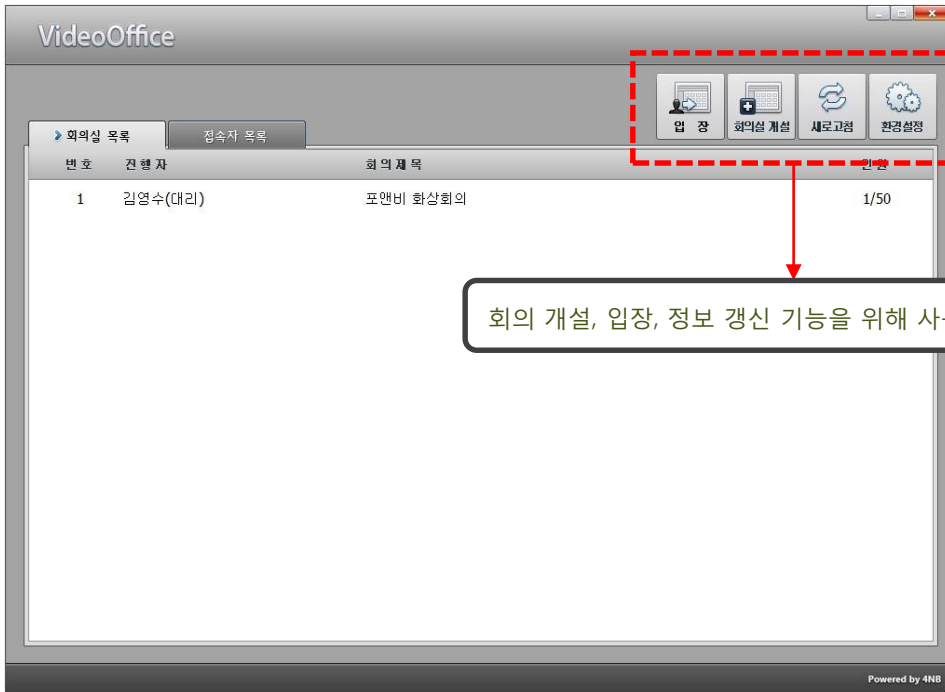 VideoOffice
입 장
회의실 개설
새로고침
환경설정
회의실 목록
접속자 목록
번호 진행자 회의제목 인원
1 김영수(대리) 포앤비 화상회의 1/50
회의 개설, 입장, 정보 갱신 기능을 위해
Powered by 4NB